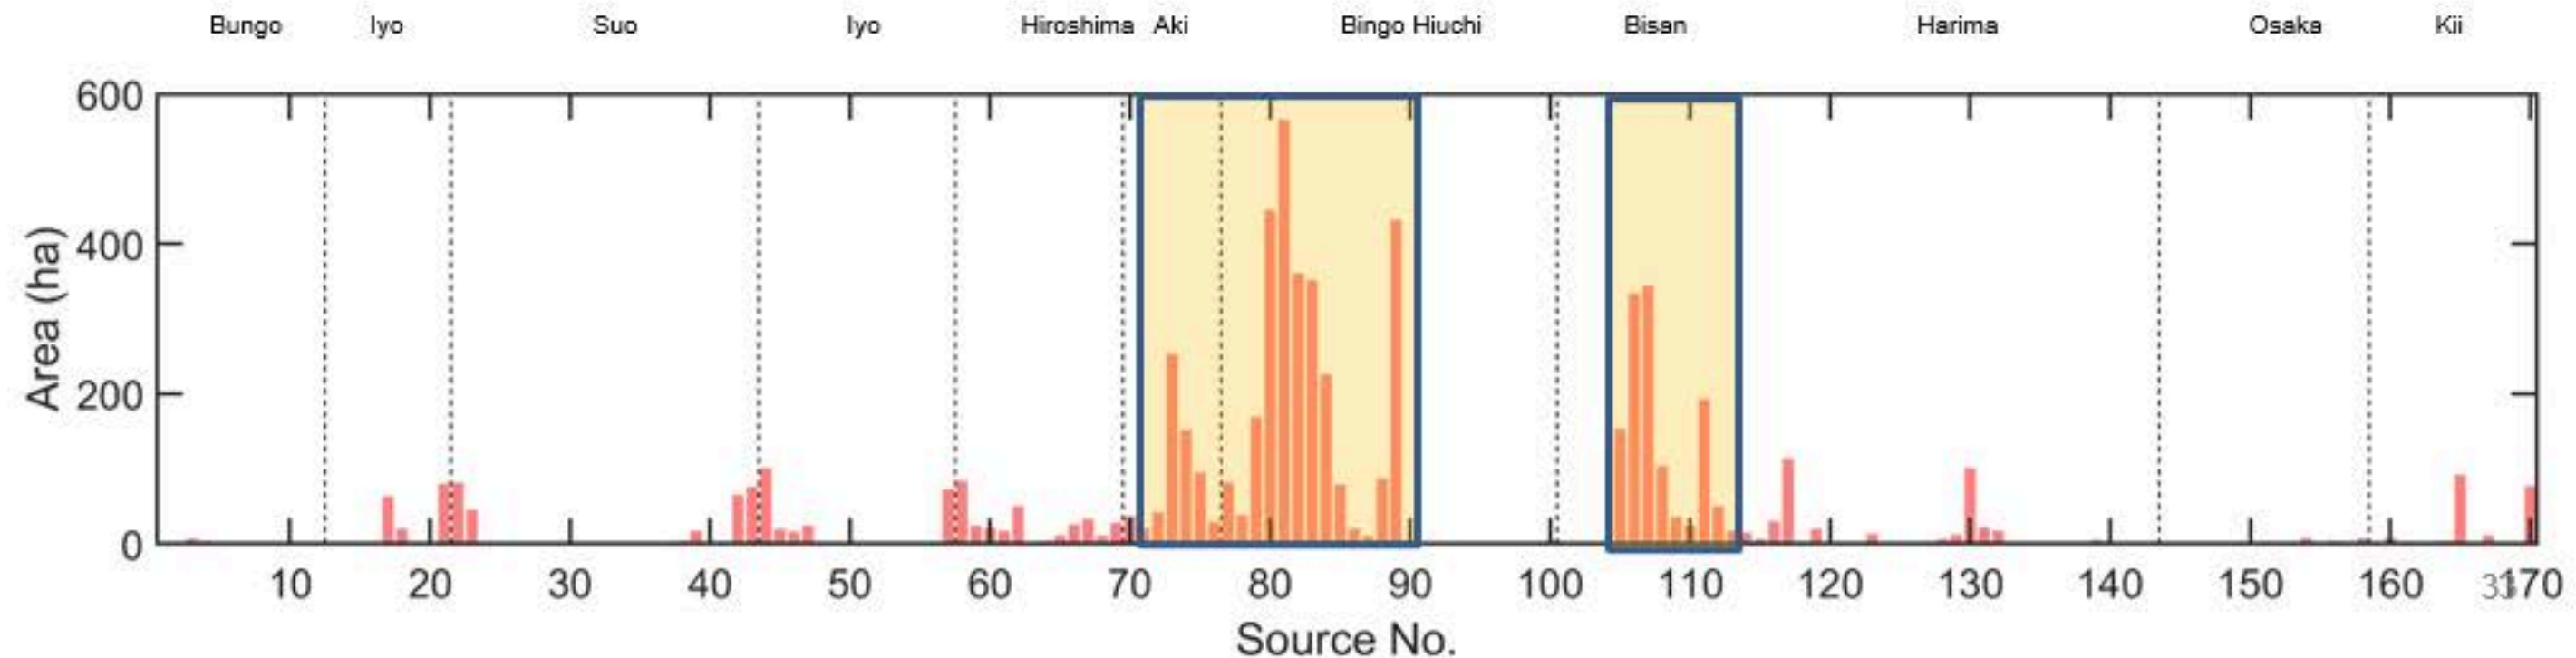 Bungo Iyo Suo Iyo Hiroshima Aki Bingo Hiuchi Bisan Harima Osaka Kii
600
400
200
0
Area (ha)
10 20 30 40 50 60 70 80 90 100 110 120 130 140 150 160 170
Source No.